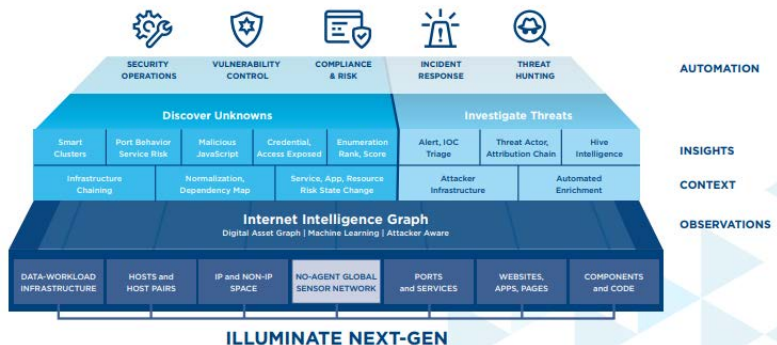 SECURITY
OPERATIONS
VULNERABILITY
CONTROL
COMPLIANCE
& RISK
INCIDENT
RESPONSE
THREAT
HUNTING
AUTOMATION
Discover Unknowns
Investigate Threats
Smart
Clusters
Port Behavior
Service Risk
Malicious
JavaScript
Credential,
Access Exposed
Enumeration
Rank, Score
Alert, IOC
Triage
Threat Actor,
Attribution Chain
Hive
Intelligence
INSIGHTS
Infrastructure
Chaining
Normalization,
Dependency Map
Service, App, Resource
Risk State Change
Attacker
Infrastructure
Automated
Enrichment
CONTEXT
Internet Intelligence Graph
Digital Asset Graph | Machine Learning | Attacker Aware
OBSERVATIONS
DATA-WORKLOAD
INFRASTRUCTURE
HOSTS and
HOST PAIRS
IP and NON-IP
SPACE
NO-AGENT GLOBAL
SENSOR NETWORK
PORTS
and SERVICES
WEBSITES,
APPS, PAGES
COMPONENTS
and CODE
ILLUMINATE NEXT-GEN